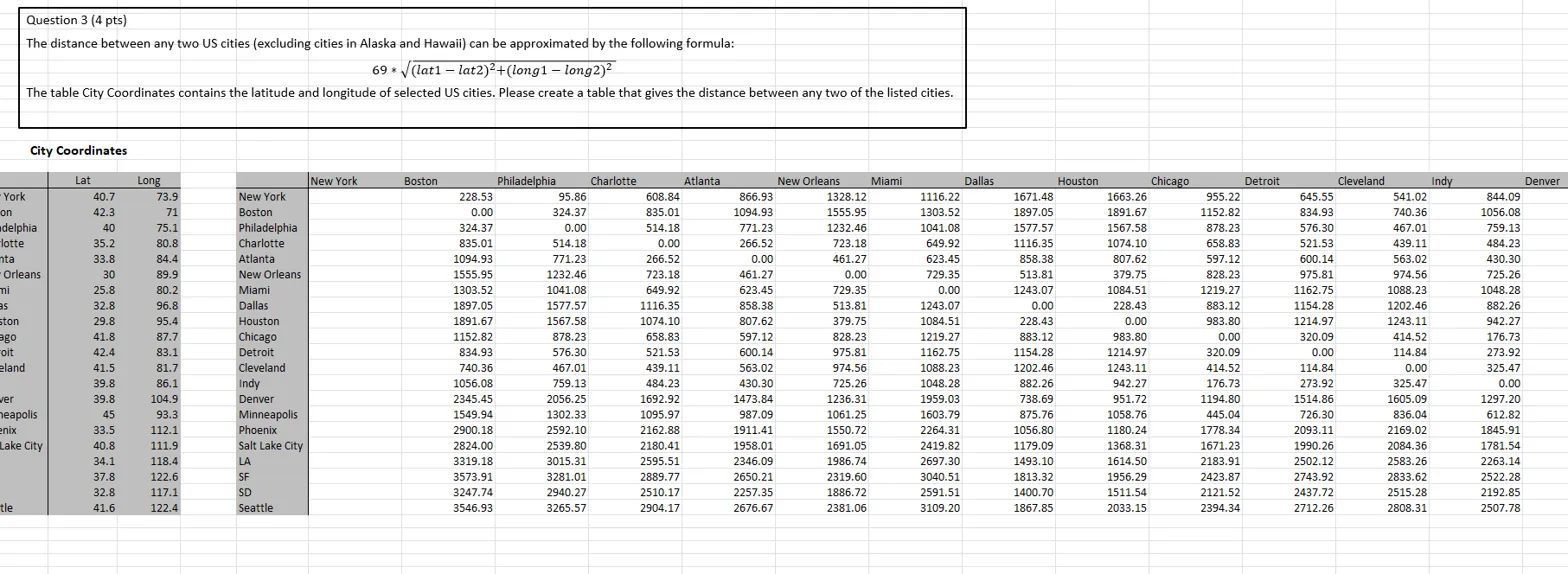 Question 3 (4 pts)
The distance between any two US cities (excluding cities in Alaska and Hawaii) can be approximated by the following formula:
69 * √(lat1 − lat2)²+(long1 − long2)²
The table City Coordinates contains the latitude and longitude of selected US cities. Please create a table that gives the distance between any two of the listed cities.
City Coordinates
Lat Long New York Boston Philadelphia Charlotte Atlanta New Orleans Miami Dallas Houston Chicago Detroit Cleveland Indy Denver
York 40.7 73.9 New York 228.53 95.86 608.84 866.93 1328.12 1116.22 1671.48 1663.26 955.22 645.55 541.02 844.09
on 42.3 71 Boston 0.00 324.37 835.01 1094.93 1555.95 1303.52 1897.05 1891.67 1152.82 834.93 740.36 1056.08
delphia 40 75.1 Philadelphia 324.37 0.00 514.18 771.23 1232.46 1041.08 1577.57 1567.58 878.23 576.30 467.01 759.13
lotte 35.2 80.8 Charlotte 835.01 514.18 0.00 266.52 723.18 649.92 1116.35 1074.10 658.83 521.53 439.11 484.23
nta 33.8 84.4 Atlanta 1094.93 771.23 266.52 0.00 461.27 623.45 858.38 807.62 597.12 600.14 563.02 430.30
Orleans 30 89.9 New Orleans 1555.95 1232.46 723.18 461.27 0.00 729.35 513.81 379.75 828.23 975.81 974.56 725.26
mi 25.8 80.2 Miami 1303.52 1041.08 649.92 623.45 729.35 0.00 1243.07 1084.51 1219.27 1162.75 1088.23 1048.28
as 32.8 96.8 Dallas 1897.05 1577.57 1116.35 858.38 513.81 1243.07 0.00 228.43 883.12 1154.28 1202.46 882.26
ston 29.8 95.4 Houston 1891.67 1567.58 1074.10 807.62 379.75 1084.51 228.43 0.00 983.80 1214.97 1243.11 942.27
ago 41.8 87.7 Chicago 1152.82 878.23 658.83 597.12 828.23 1219.27 883.12 983.80 0.00 320.09 414.52 176.73
oit 42.4 83.1 Detroit 834.93 576.30 521.53 600.14 975.81 1162.75 1154.28 1214.97 320.09 0.00 114.84 273.92
eland 41.5 81.7 Cleveland 740.36 467.01 439.11 563.02 974.56 1088.23 1202.46 1243.11 414.52 114.84 0.00 325.47
39.8 86.1 Indy 1056.08 759.13 484.23 430.30 725.26 1048.28 882.26 942.27 176.73 273.92 325.47 0.00
ver 39.8 104.9 Denver 2345.45 2056.25 1692.92 1473.84 1236.31 1959.03 738.69 951.72 1194.80 1514.86 1605.09 1297.20
neapolis 45 93.3 Minneapolis 1549.94 1302.33 1095.97 987.09 1061.25 1603.79 875.76 1058.76 445.04 726.30 836.04 612.82
enix 33.5 112.1 Phoenix 2900.18 2592.10 2162.88 1911.41 1550.72 2264.31 1056.80 1180.24 1778.34 2093.11 2169.02 1845.91
Lake City 40.8 111.9 Salt Lake City 2824.00 2539.80 2180.41 1958.01 1691.05 2419.82 1179.09 1368.31 1671.23 1990.26 2084.36 1781.54
34.1 118.4 LA 3319.18 3015.31 2595.51 2346.09 1986.74 2697.30 1493.10 1614.50 2183.91 2502.12 2583.26 2263.14
37.8 122.6 SF 3573.91 3281.01 2889.77 2650.21 2319.60 3040.51 1813.32 1956.29 2423.87 2743.92 2833.62 2522.28
32.8 117.1 SD 3247.74 2940.27 2510.17 2257.35 1886.72 2591.51 1400.70 1511.54 2121.52 2437.72 2515.28 2192.85
tle 41.6 122.4 Seattle 3546.93 3265.57 2904.17 2676.67 2381.06 3109.20 1867.85 2033.15 2394.34 2712.26 2808.31 2507.78